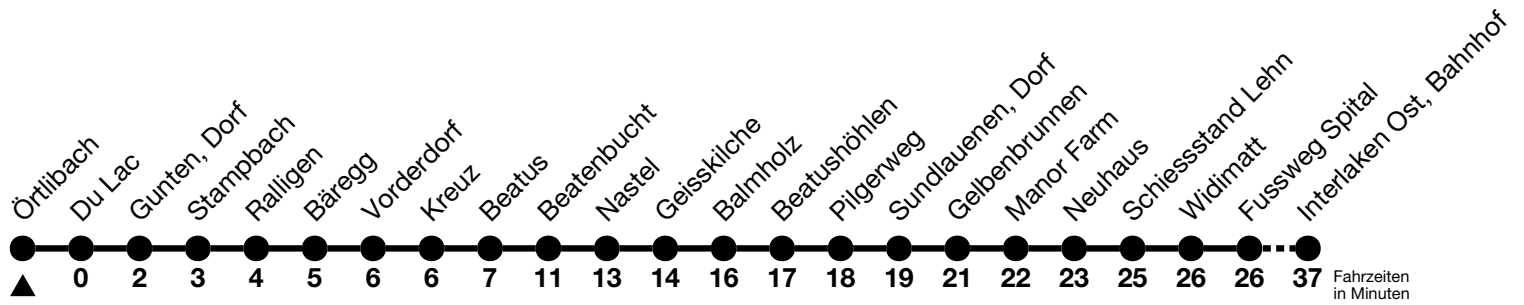 Örtlibach
Du Lac
Gunten, Dorf
Stampbach
Ralligen
Bäregg
Vorderdorf
Kreuz
Beatus
Beatenbucht
Nastel
Geisskilche
Balmholz
Beatushöhlen
Pilgerweg
Sundlauenen, Dorf
Gelbenbrunnen
Manor Farm
Neuhaus
Schiessstand Lehn
Widimatt
Fussweg Spital
Interlaken Ost, Bahnhof
0 2 3 4 5 6 6 7 11 13 14 16 17 18 19 21 22 23 25 26 26 37 Fahrzeiten
in Minuten